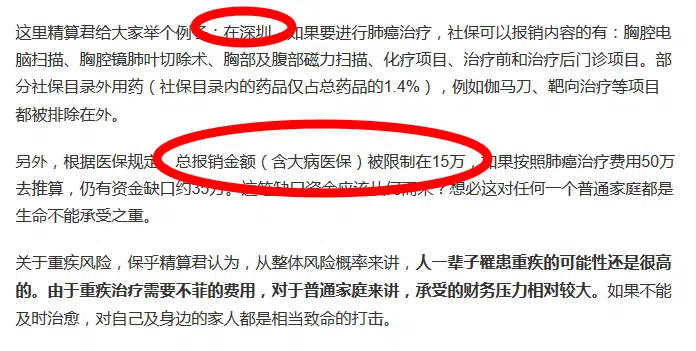 这里精算君给大家举个例子：在深圳，如果要进行肺癌治疗，社保可以报销内容的有：胸腔电
脑扫描、胸腔镜肺叶切除术、胸部及腹部磁力扫描、化疗项目、治疗前和治疗后门诊项目。部
分社保目录外用药（社保目录内的药品仅占总药品的1.4%），例如伽马刀、靶向治疗等项目
都被排除在外。
另外，根据医保规定，总报销金额（含大病医保）被限制在15万，如果按照肺癌治疗费用50万
去推算，仍有资金缺口约35万。这笔缺口资金应该从何而来？想必这对任何一个普通家庭都是
生命不能承受之重。
关于重疾风险，保乎精算君认为，从整体风险概率来讲，人一辈子罹患重疾的可能性还是很高
的。由于重疾治疗需要不菲的费用，对于普通家庭来讲，承受的财务压力相对较大。如果不能
及时治愈，对自己及身边的家人都是相当致命的打击。